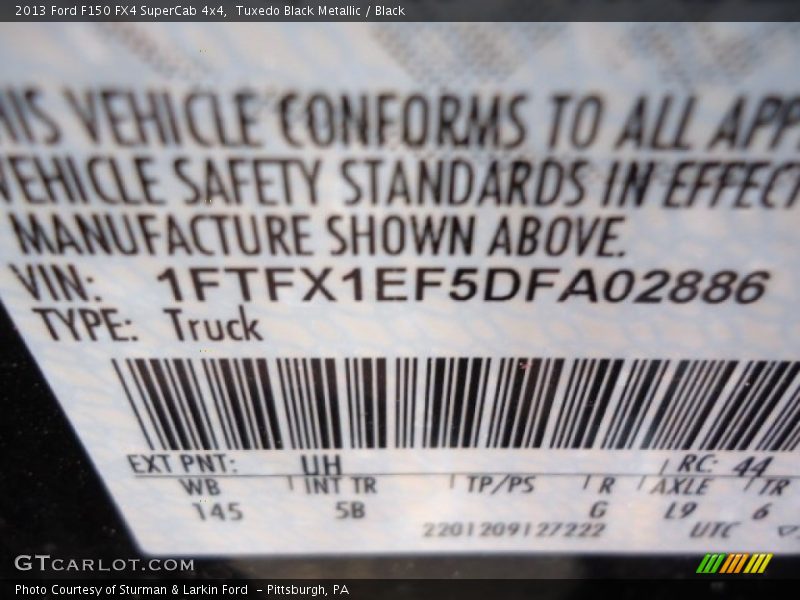 2013 Ford F150 FX4 SuperCab 4x4, Tuxedo Black Metallic / Black
HIS VEHICLE CONFORMS TO ALL APP
VEHICLE SAFETY STANDARDS IN EFFECT
MANUFACTURE SHOWN ABOVE.
VIN: 1FTFX1EF5DFA02886
TYPE: Truck
EXT PNT: UH RC: 44
WB INT TR TP/PS R AXLE TR
145 5B G L9 6
2201209127222 UTC
GTCARLOT.COM
Photo Courtesy of Sturman & Larkin Ford - Pittsburgh, PA